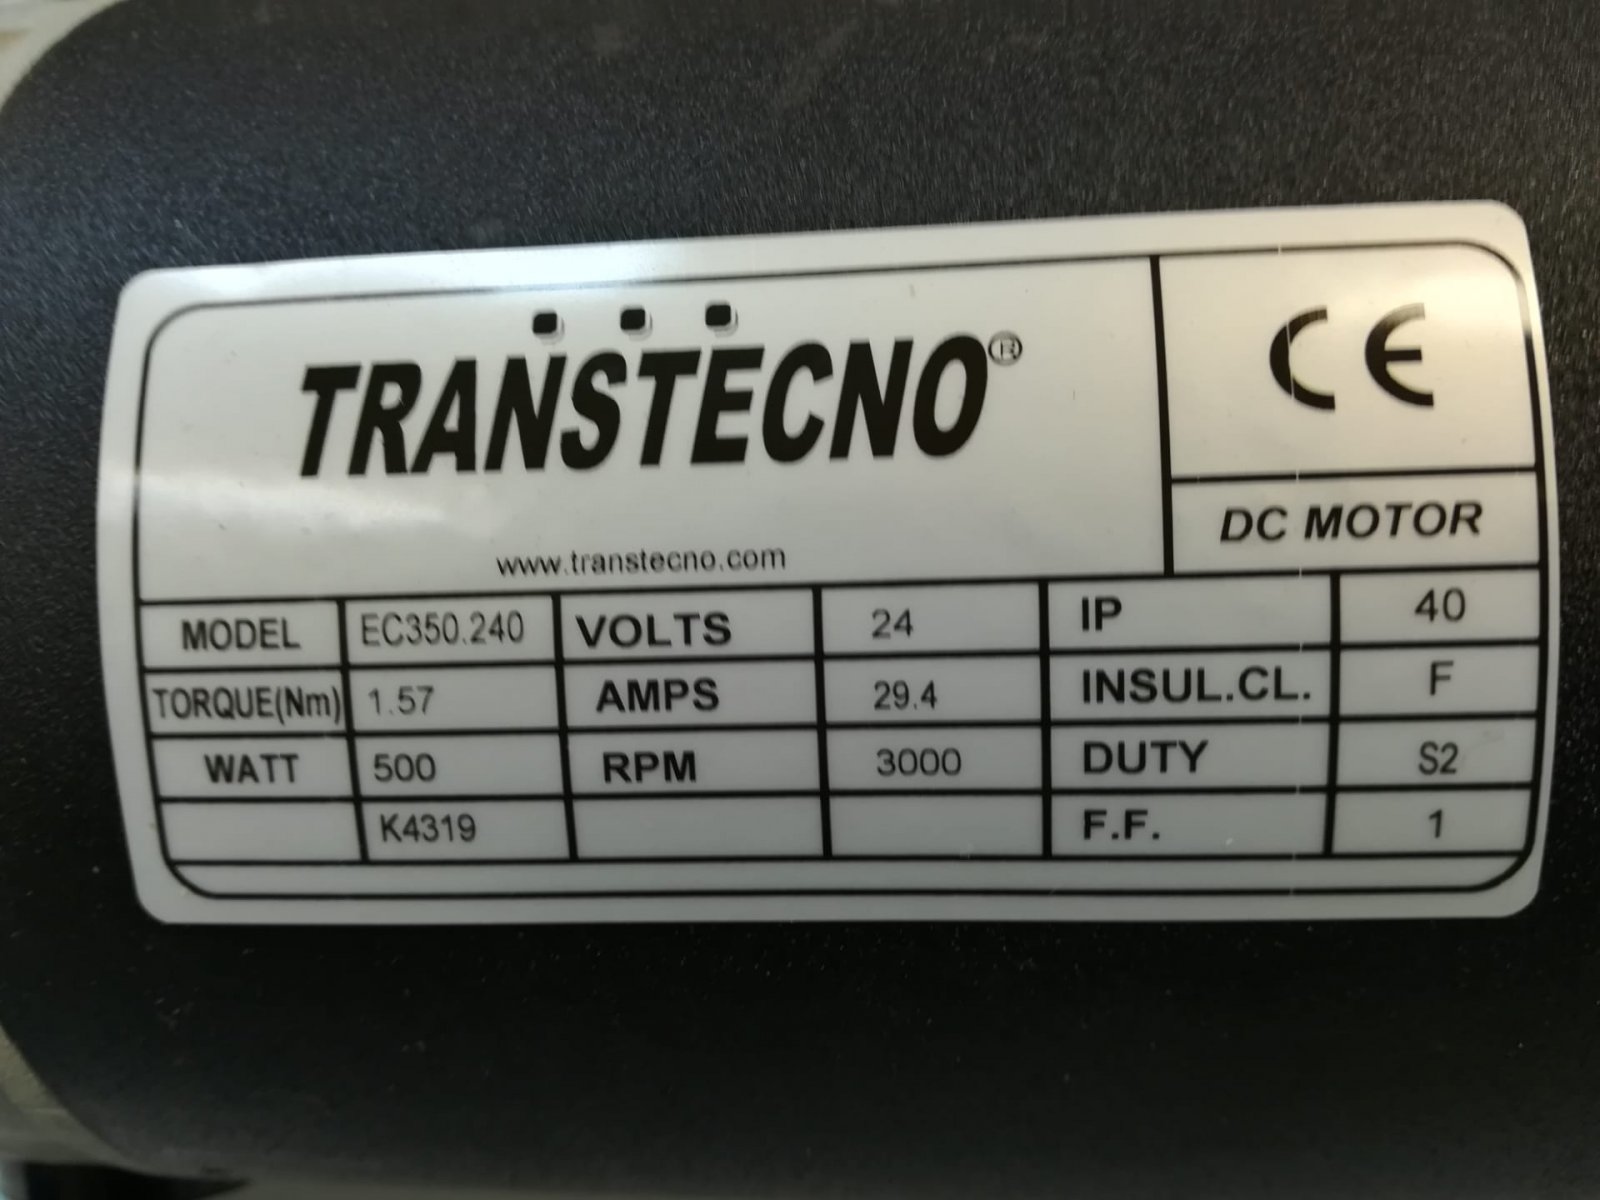 TRANSTECNO®
CE
DC MOTOR
www.transtecno.com
MODEL EC350.240 VOLTS 24 IP 40
TORQUE(Nm) 1.57 AMPS 29.4 INSUL.CL. F
WATT 500 RPM 3000 DUTY S2
K4319 F.F. 1